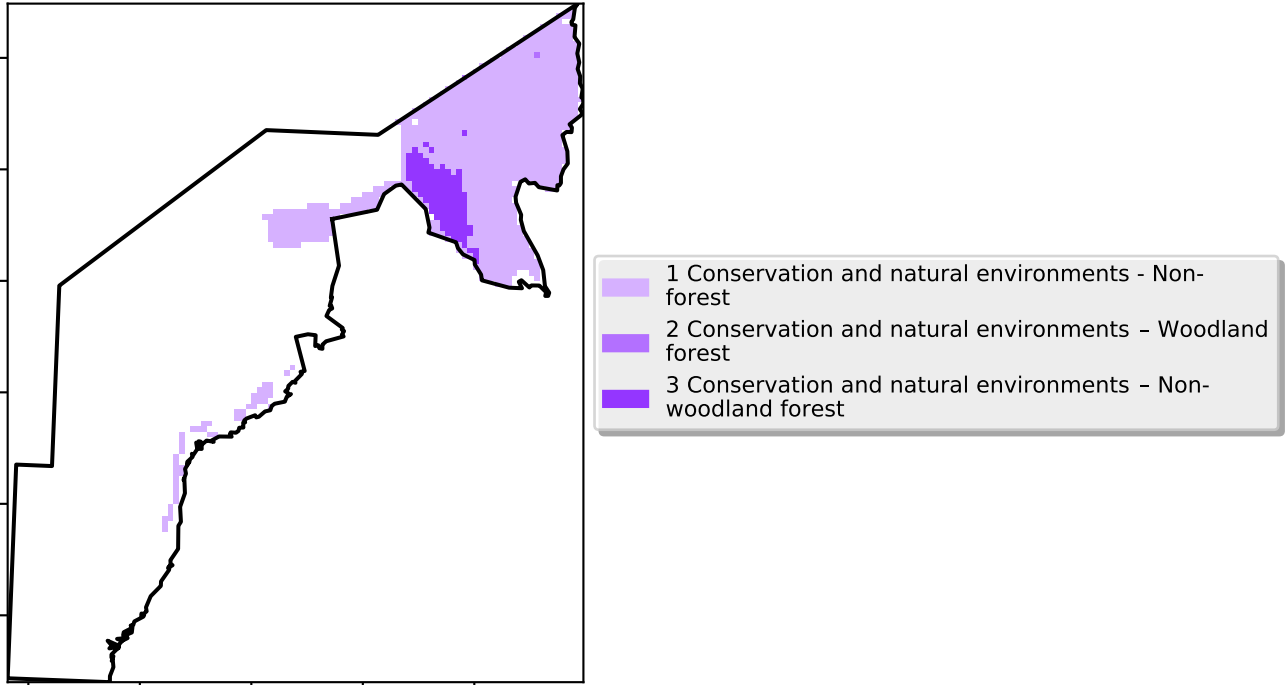 1 Conservation and natural environments - Non-
forest
2 Conservation and natural environments – Woodland
forest
3 Conservation and natural environments – Non-
woodland forest